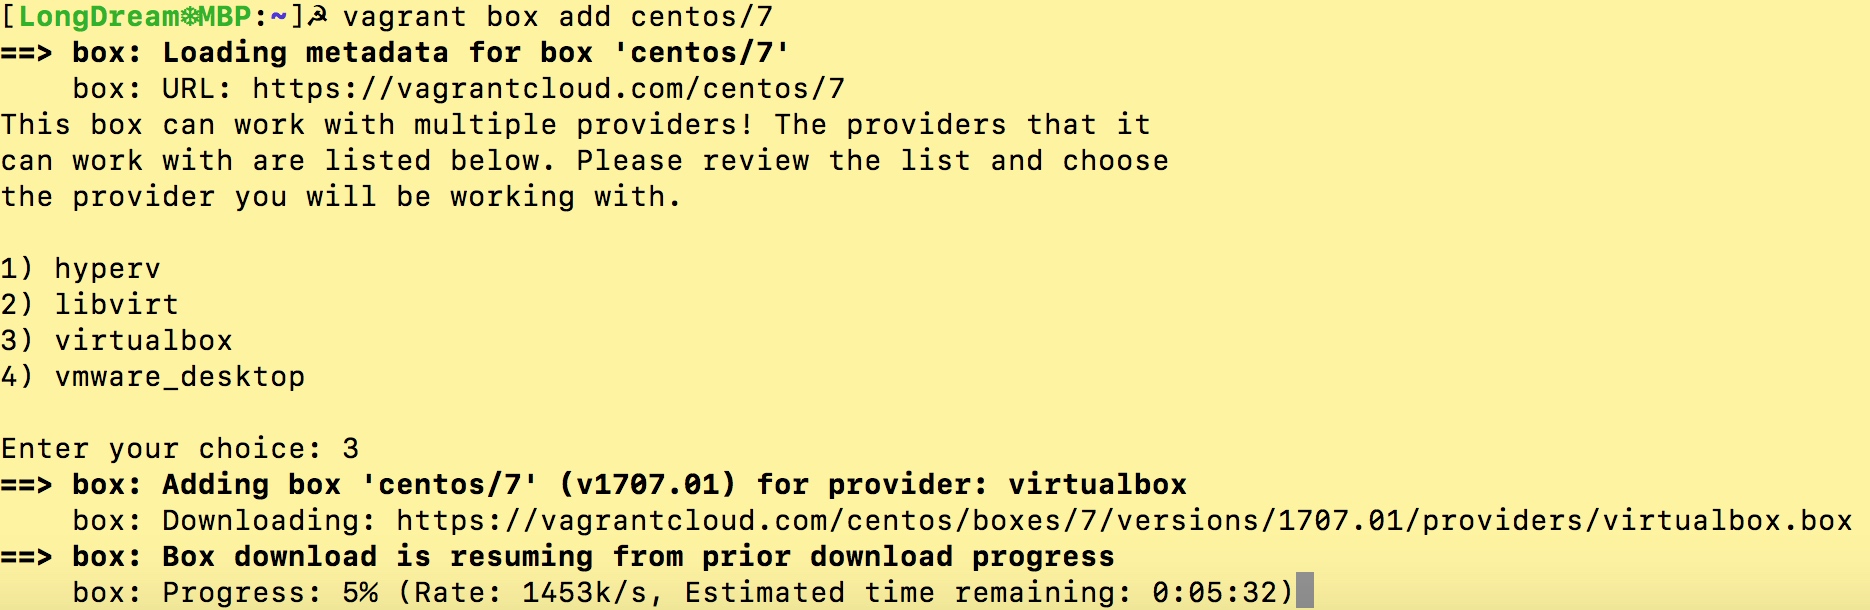 [LongDream❄MBP:~]☭ vagrant box add centos/7
==> box: Loading metadata for box 'centos/7'
    box: URL: https://vagrantcloud.com/centos/7
This box can work with multiple providers! The providers that it
can work with are listed below. Please review the list and choose
the provider you will be working with.

1) hyperv
2) libvirt
3) virtualbox
4) vmware_desktop

Enter your choice: 3
==> box: Adding box 'centos/7' (v1707.01) for provider: virtualbox
    box: Downloading: https://vagrantcloud.com/centos/boxes/7/versions/1707.01/providers/virtualbox.box
==> box: Box download is resuming from prior download progress
    box: Progress: 5% (Rate: 1453k/s, Estimated time remaining: 0:05:32)